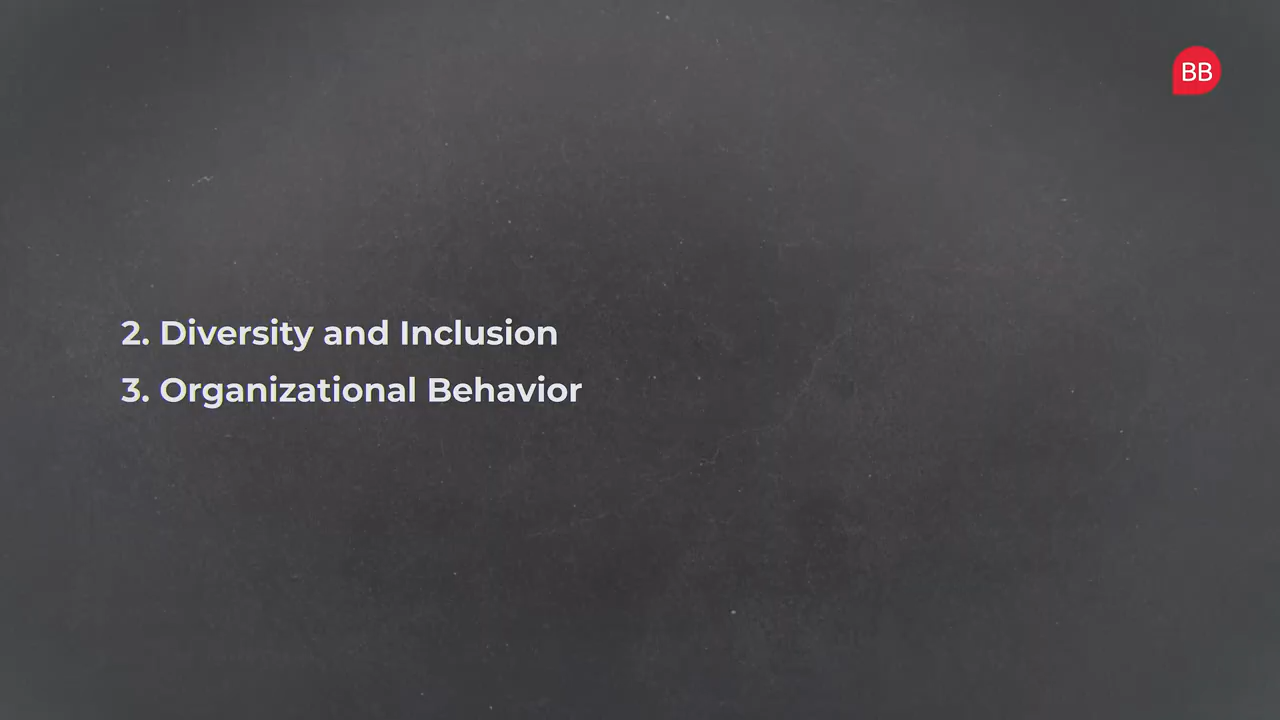 BB
2. Diversity and Inclusion
3. Organizational Behavior